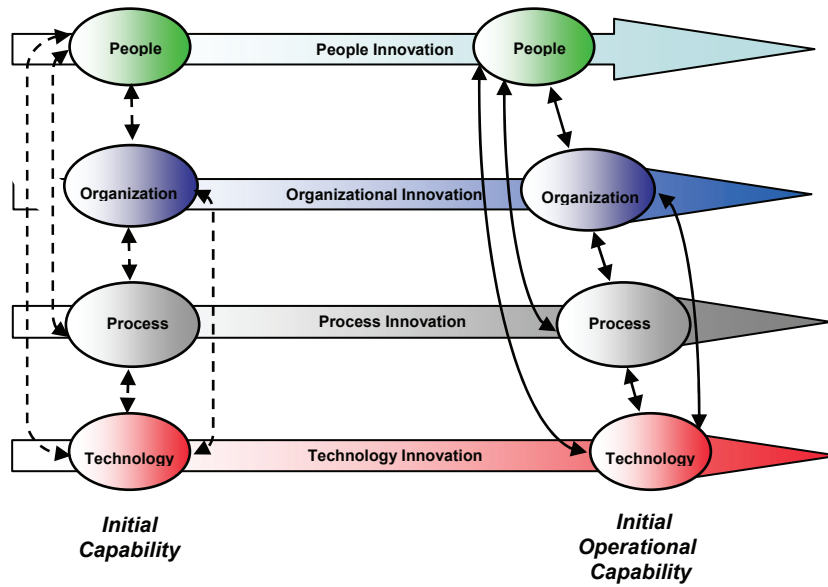 People
People Innovation
People
Organization
Organizational Innovation
Organization
Process
Process Innovation
Process
Technology
Technology Innovation
Technology
Initial
Capability
Initial
Operational
Capability